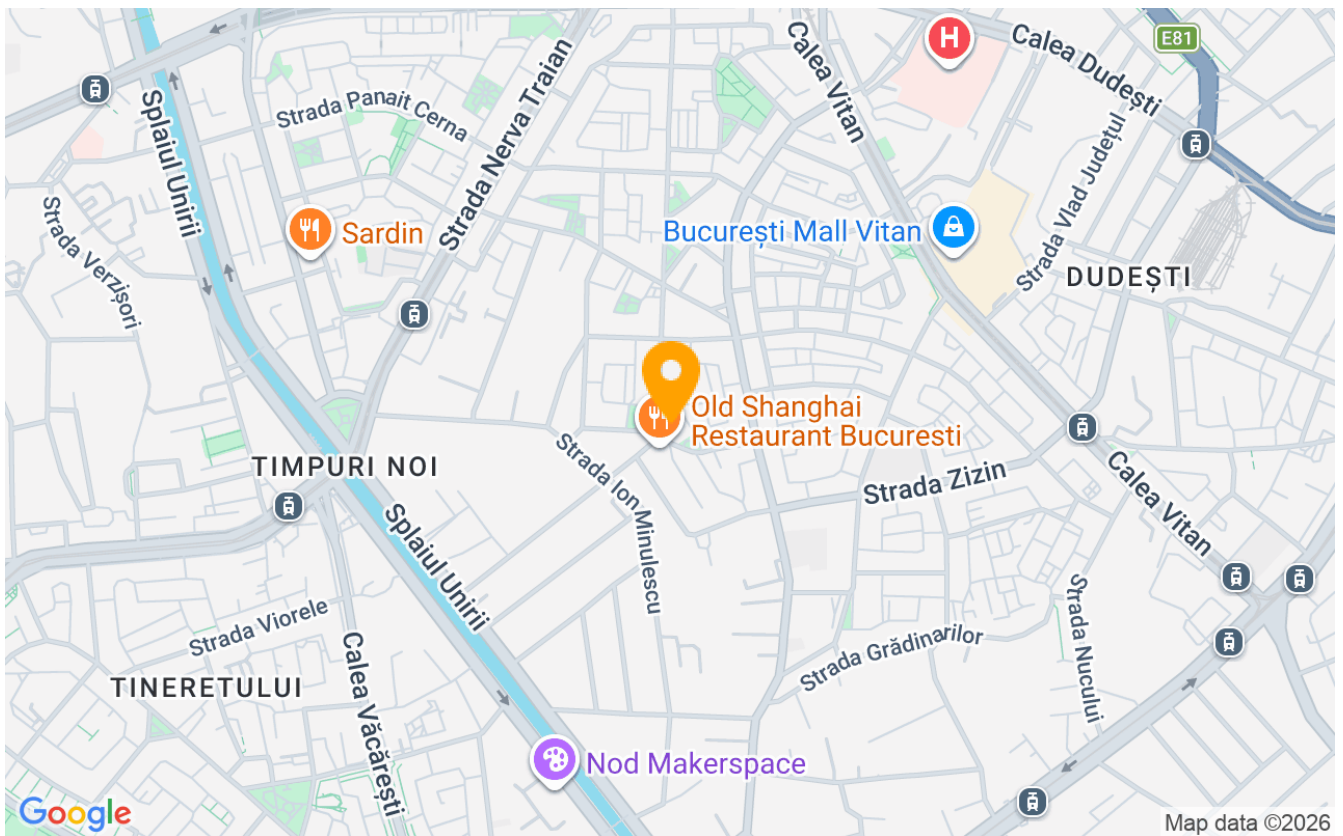 E81
H
Calea Dudești
Calea Vitan
Strada Panait Cerna
Strada Nerva Traian
Splaiul Unirii
Strada Vlad Județul
Strada Verzișori
Sardin
București Mall Vitan
DUDEȘTI
Old Shanghai
Restaurant Bucuresti
TIMPURI NOI
Strada Ion Minulescu
Strada Zizin
Calea Vitan
Splaiul Unirii
Strada Viorele
Strada Grădinarilor
Strada Nucului
Calea Văcărești
TINERETULUI
Nod Makerspace
Google
Map data ©2026